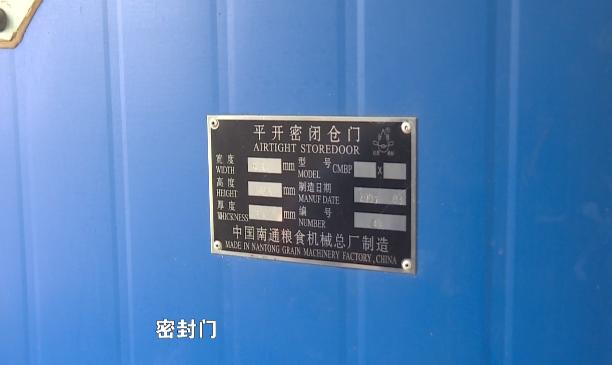 平开密闭仓门
AIRTIGHT STOREDOOR
宽度 mm 型号
WIDTH MODEL CMBP X
高度 mm 制造日期
HEIGHT MANUF DATE
厚度 mm 编号
THICKNESS NUMBER
中国南通粮食机械总厂制造
MADE IN NANTONG GRAIN MACHINERY FACTORY,CHINA
密封门